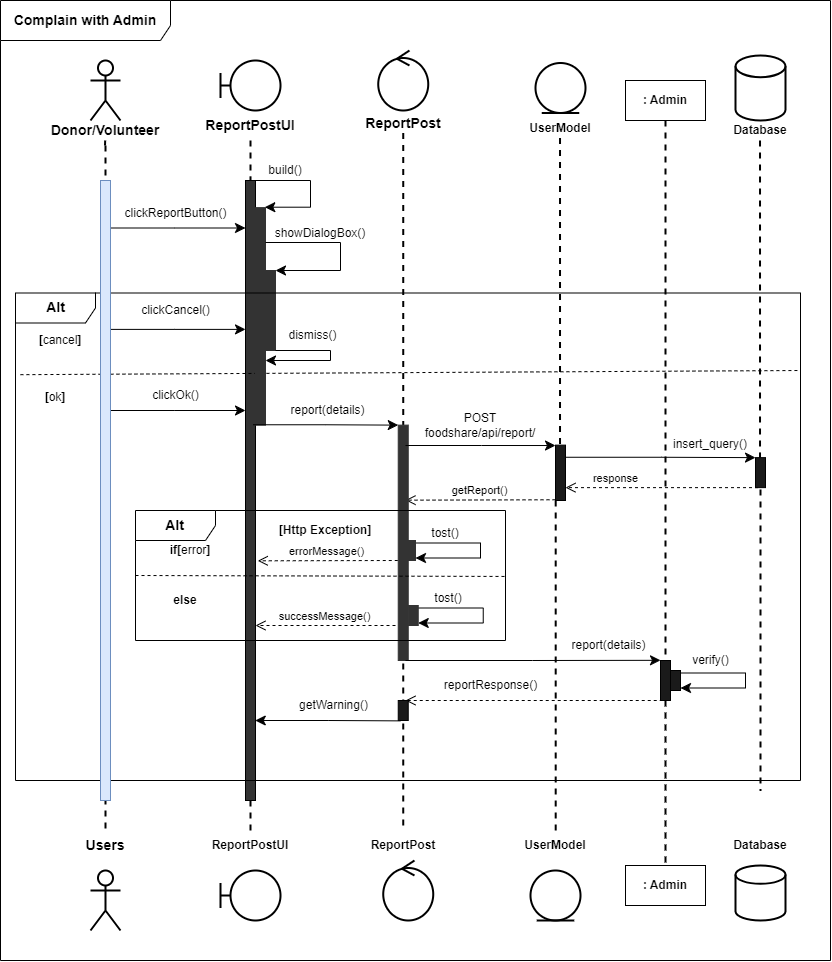 Complain with Admin
Donor/Volunteer
ReportPostUI
ReportPost
UserModel
: Admin
Database
build()
clickReportButton()
showDialogBox()
Alt
clickCancel()
[cancel]
dismiss()
[ok]
clickOk()
report(details)
POST
foodshare/api/report/
insert_query()
response
getReport()
Alt
[Http Exception]
tost()
if[error]
errorMessage()
else
tost()
successMessage()
report(details)
verify()
reportResponse()
getWarning()
Users
ReportPostUI
ReportPost
UserModel
Database
: Admin